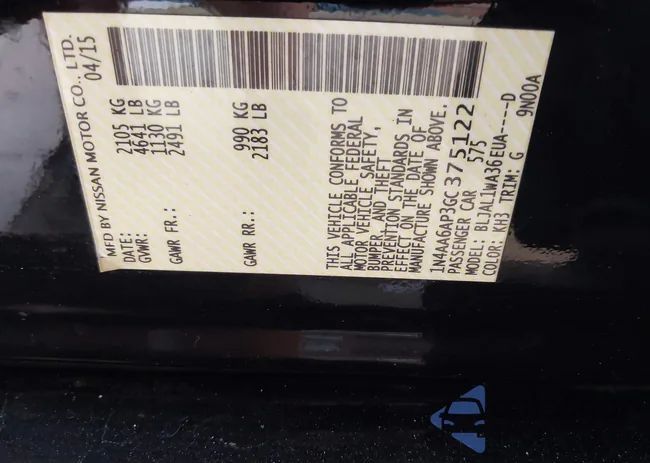 MFD BY NISSAN MOTOR CO., LTD.
DATE: 04/15
GVWR: 2105 KG
4641 LB
GAWR FR.: 1130 KG
2491 LB
GAWR RR.: 990 KG
2183 LB
THIS VEHICLE CONFORMS TO
ALL APPLICABLE FEDERAL
MOTOR VEHICLE SAFETY,
BUMPER, AND THEFT
PREVENTION STANDARDS IN
EFFECT ON THE DATE OF
MANUFACTURE SHOWN ABOVE.
1N4AA6AP3GC375122
PASSENGER CAR 575
MODEL: BLJAL1WA36EUA----D
COLOR: KH3 TRIM: G 9N00A